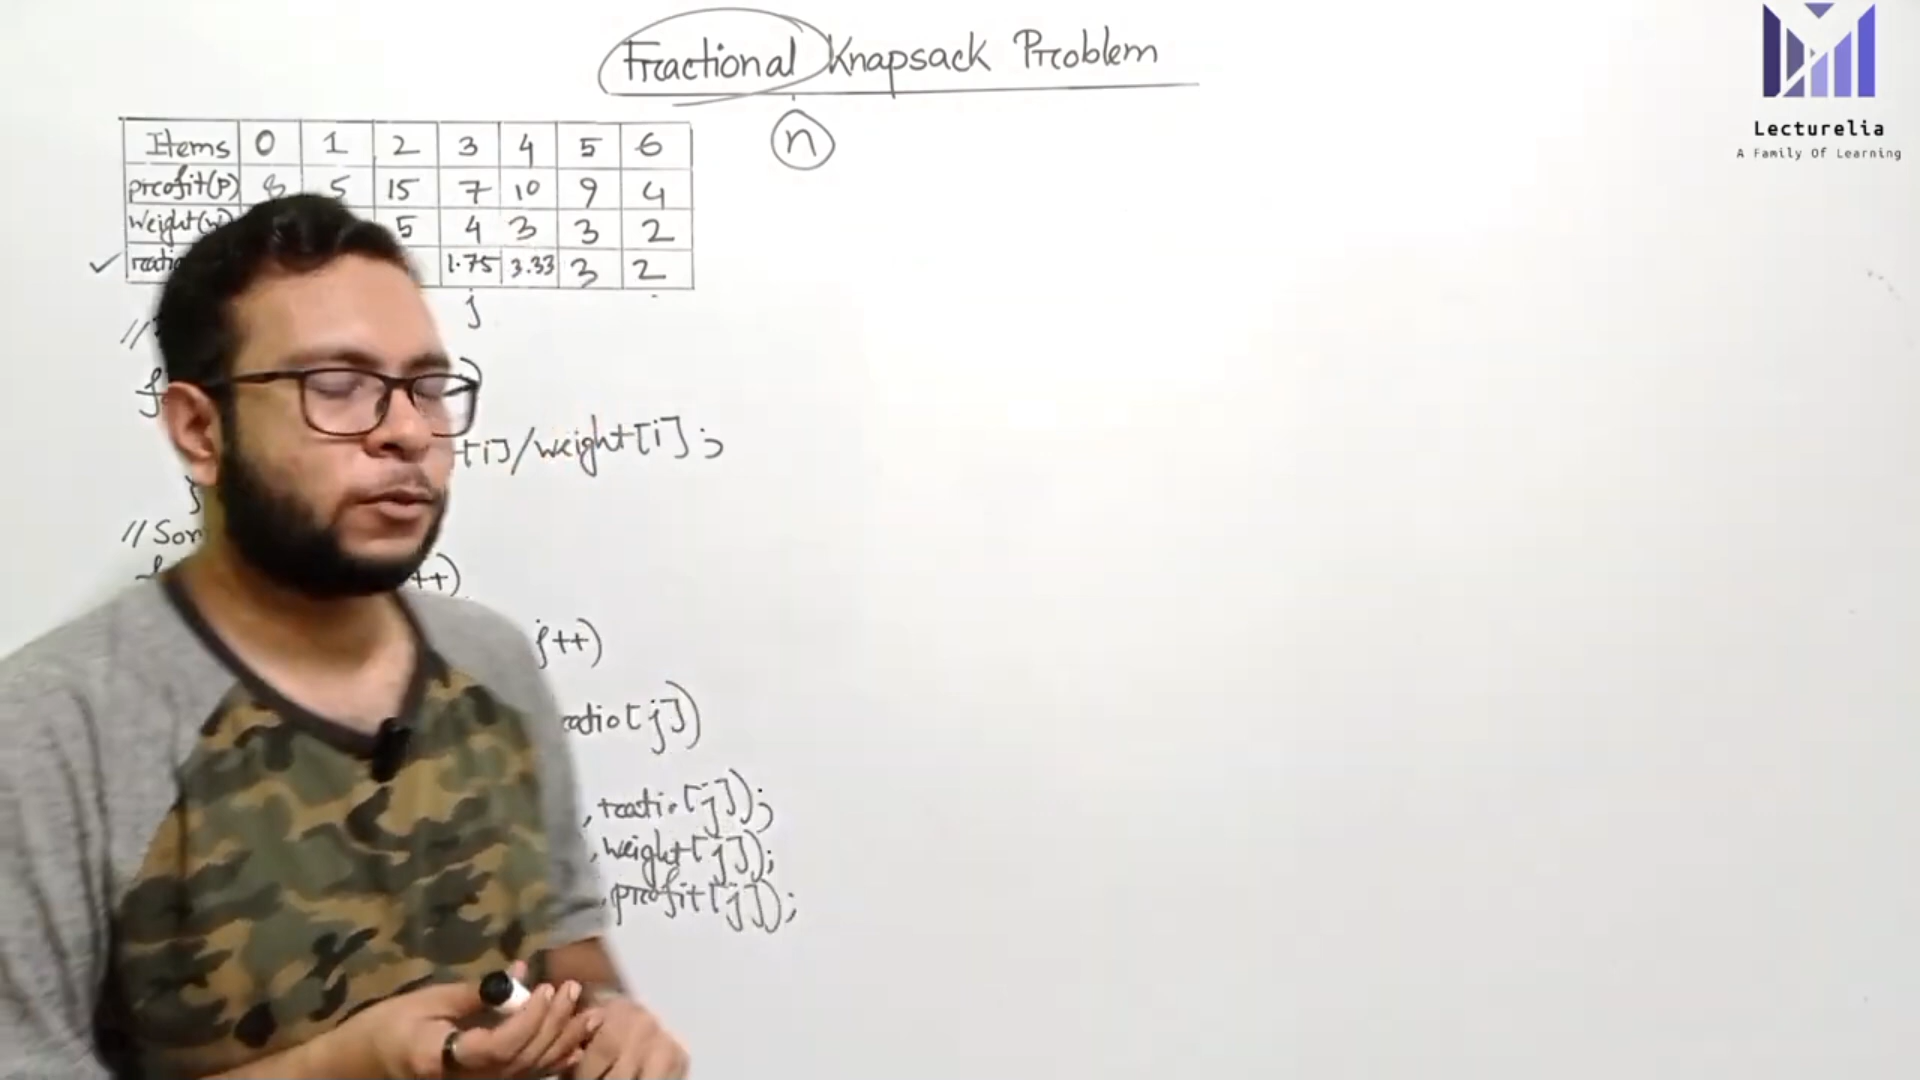 Fractional Knapsack Problem
n
Lecturelia
A Family Of Learning
Items 0 1 2 3 4 5 6
profit(p) 8 5 15 7 10 9 4
weight(w) 5 4 3 3 2
1.75 3.33 3 2
j
//
[i]/weight[i];
}
// Sor
++)
j++)
ratio[j])
,ratio[j]);
,weight[j]);
,profit[j]);